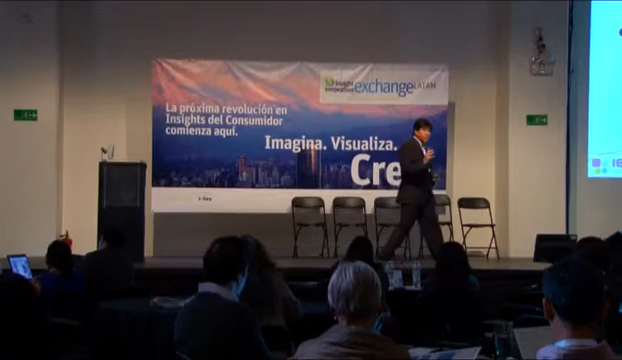 insight
innovation
exchange LATAM
La próxima revolución en
Insights del Consumidor
comienza aquí.
Imagina. Visualiza.
Cre